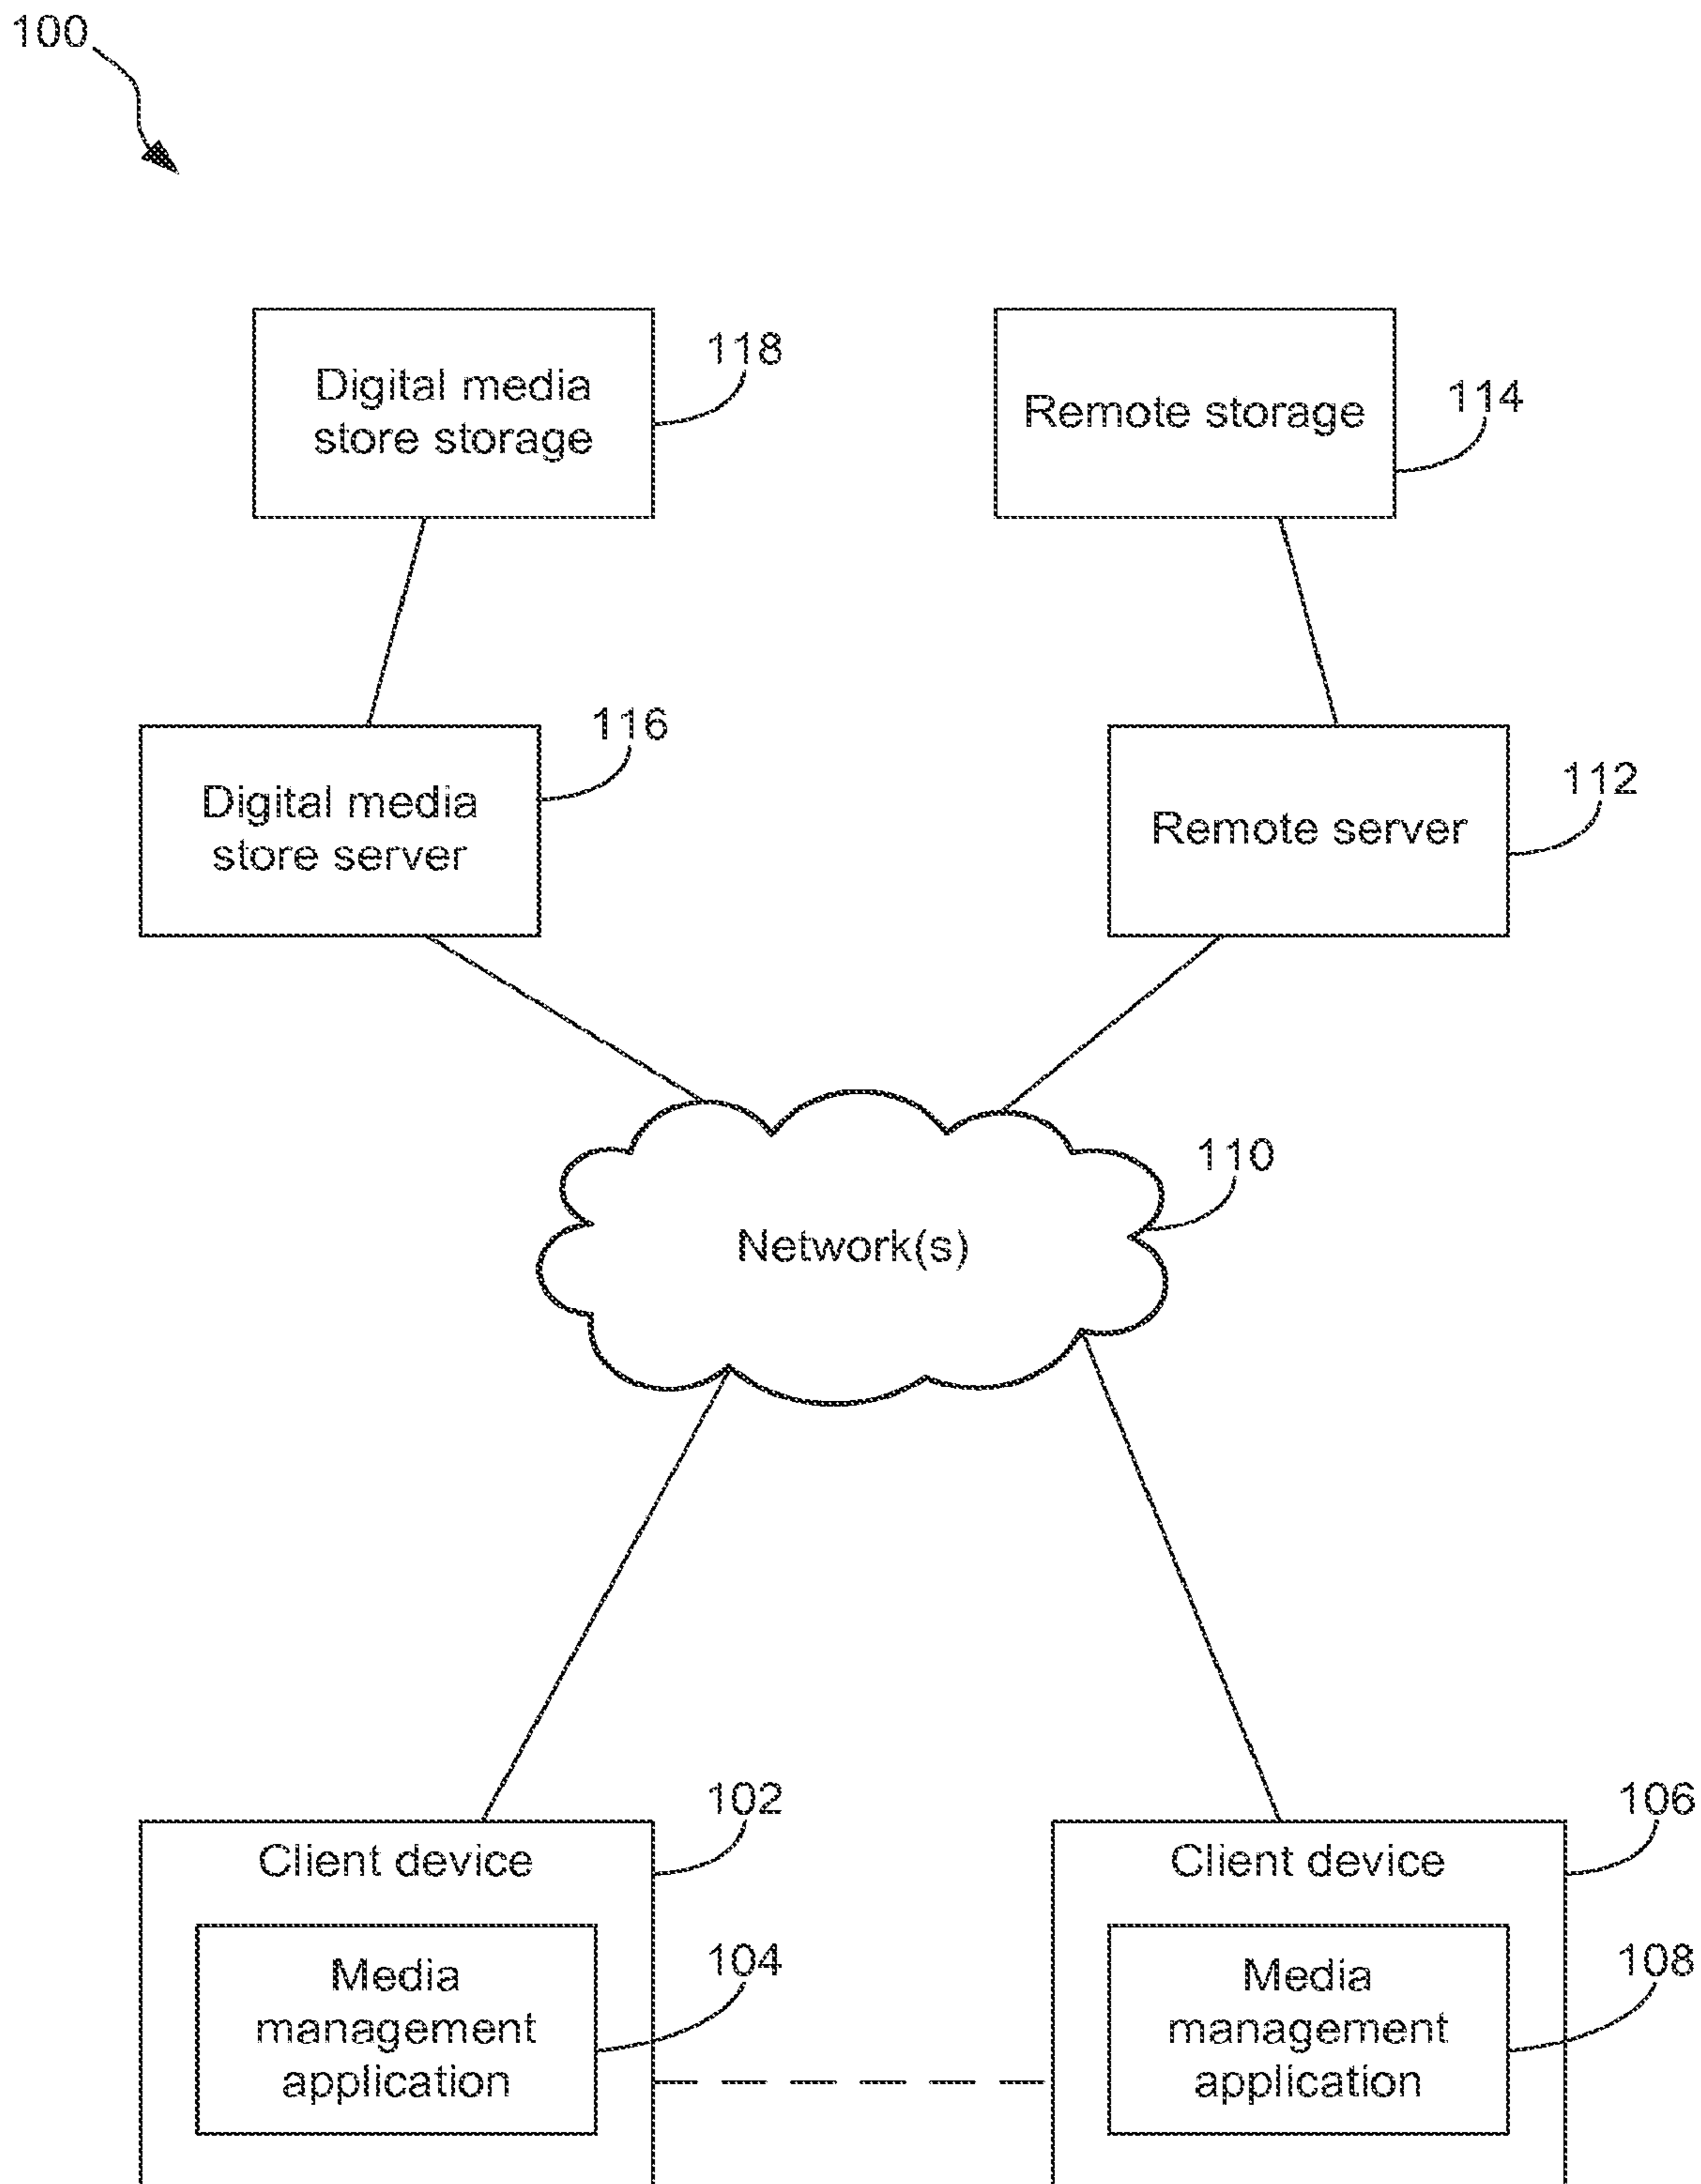 100
118
Digital media
store storage
114
Remote storage
116
Digital media
store server
112
Remote server
110
Network(s)
102
Client device
104
Media
management
application
106
Client device
108
Media
management
application